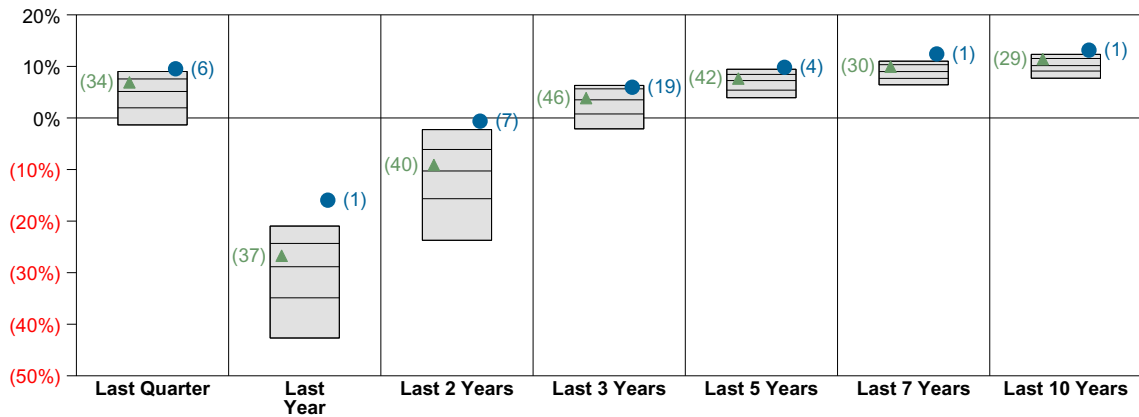 20%
10%
0%
(10%)
(20%)
(30%)
(40%)
(50%)
(34)
(6)
(37)
(1)
(40)
(7)
(46)
(19)
(42)
(4)
(30)
(1)
(29)
(1)
Last Quarter
Last
Year
Last 2 Years
Last 3 Years
Last 5 Years
Last 7 Years
Last 10 Years